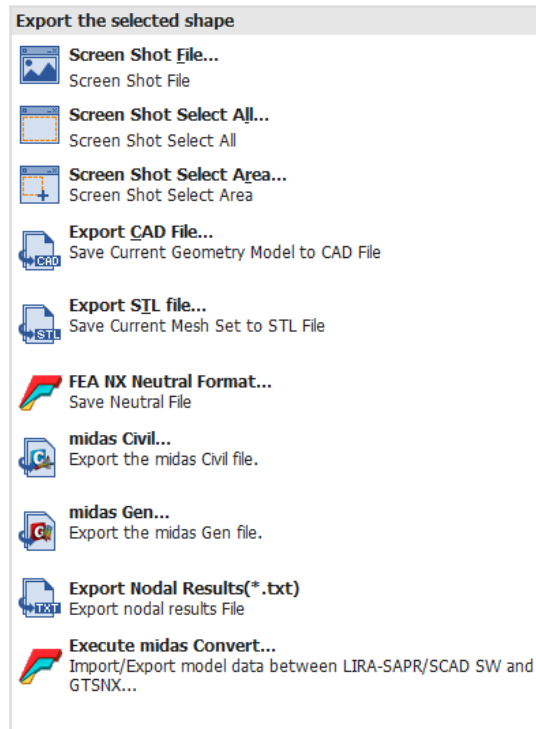 Export the selected shape
Screen Shot File...
Screen Shot File
Screen Shot Select All...
Screen Shot Select All
Screen Shot Select Area...
Screen Shot Select Area
Export CAD File...
Save Current Geometry Model to CAD File
CAD
Export STL file...
Save Current Mesh Set to STL File
STL
FEA NX Neutral Format...
Save Neutral File
midas Civil...
Export the midas Civil file.
C
midas Gen...
Export the midas Gen file.
G
Export Nodal Results(*.txt)
Export nodal results File
TXT
Execute midas Convert...
Import/Export model data between LIRA-SAPR/SCAD SW and
GTSNX...